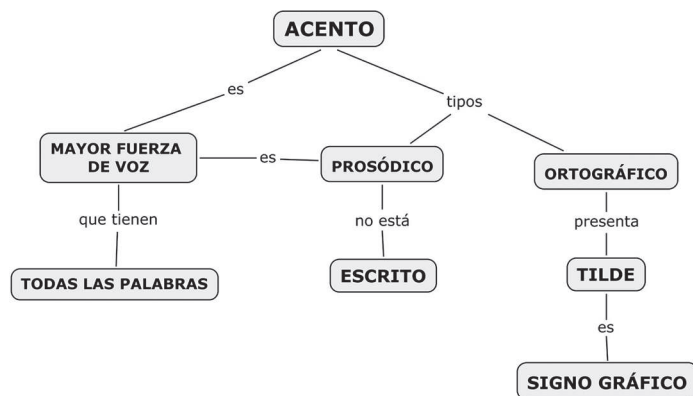 ACENTO
es
tipos
MAYOR FUERZA
DE VOZ
es
PROSÓDICO
ORTOGRÁFICO
que tienen
no está
presenta
TODAS LAS PALABRAS
ESCRITO
TILDE
es
SIGNO GRÁFICO